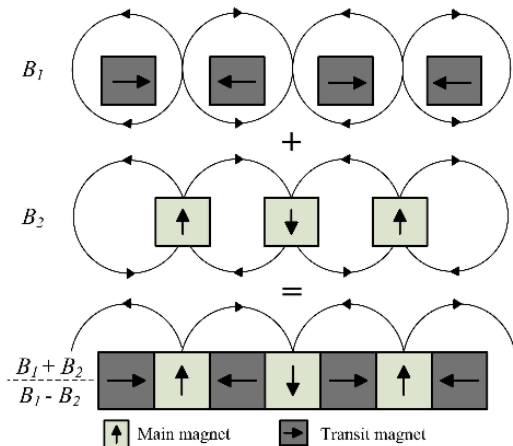 B1
+
B2
=
B1 + B2
B1 - B2
Main magnet
Transit magnet